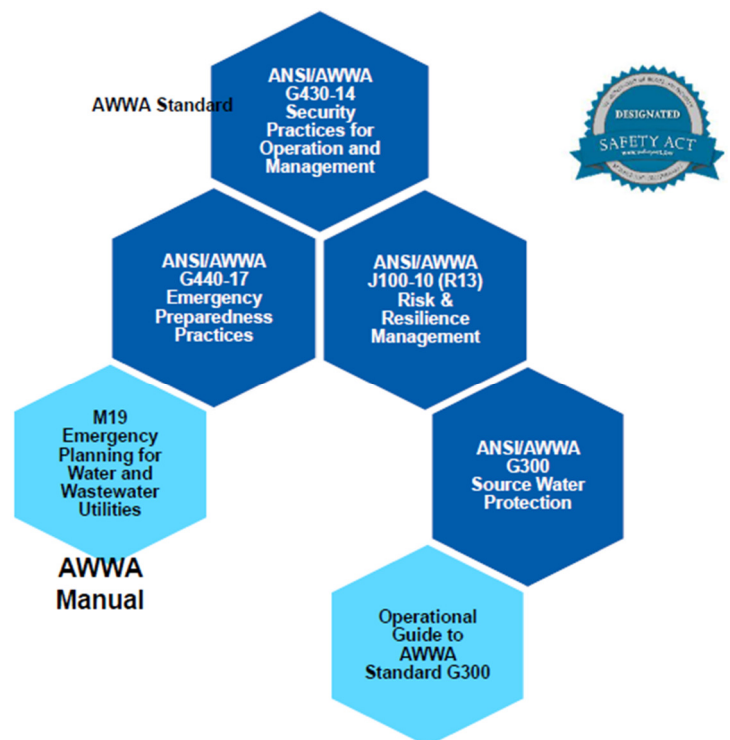 ANSI/AWWA
G430-14
Security
Practices for
Operation and
Management
AWWA Standard
DESIGNATED
SAFETY ACT
ANSI/AWWA
G440-17
Emergency
Preparedness
Practices
ANSI/AWWA
J100-10 (R13)
Risk &
Resilience
Management
M19
Emergency
Planning for
Water and
Wastewater
Utilities
AWWA
Manual
ANSI/AWWA
G300
Source Water
Protection
Operational
Guide to
AWWA
Standard G300